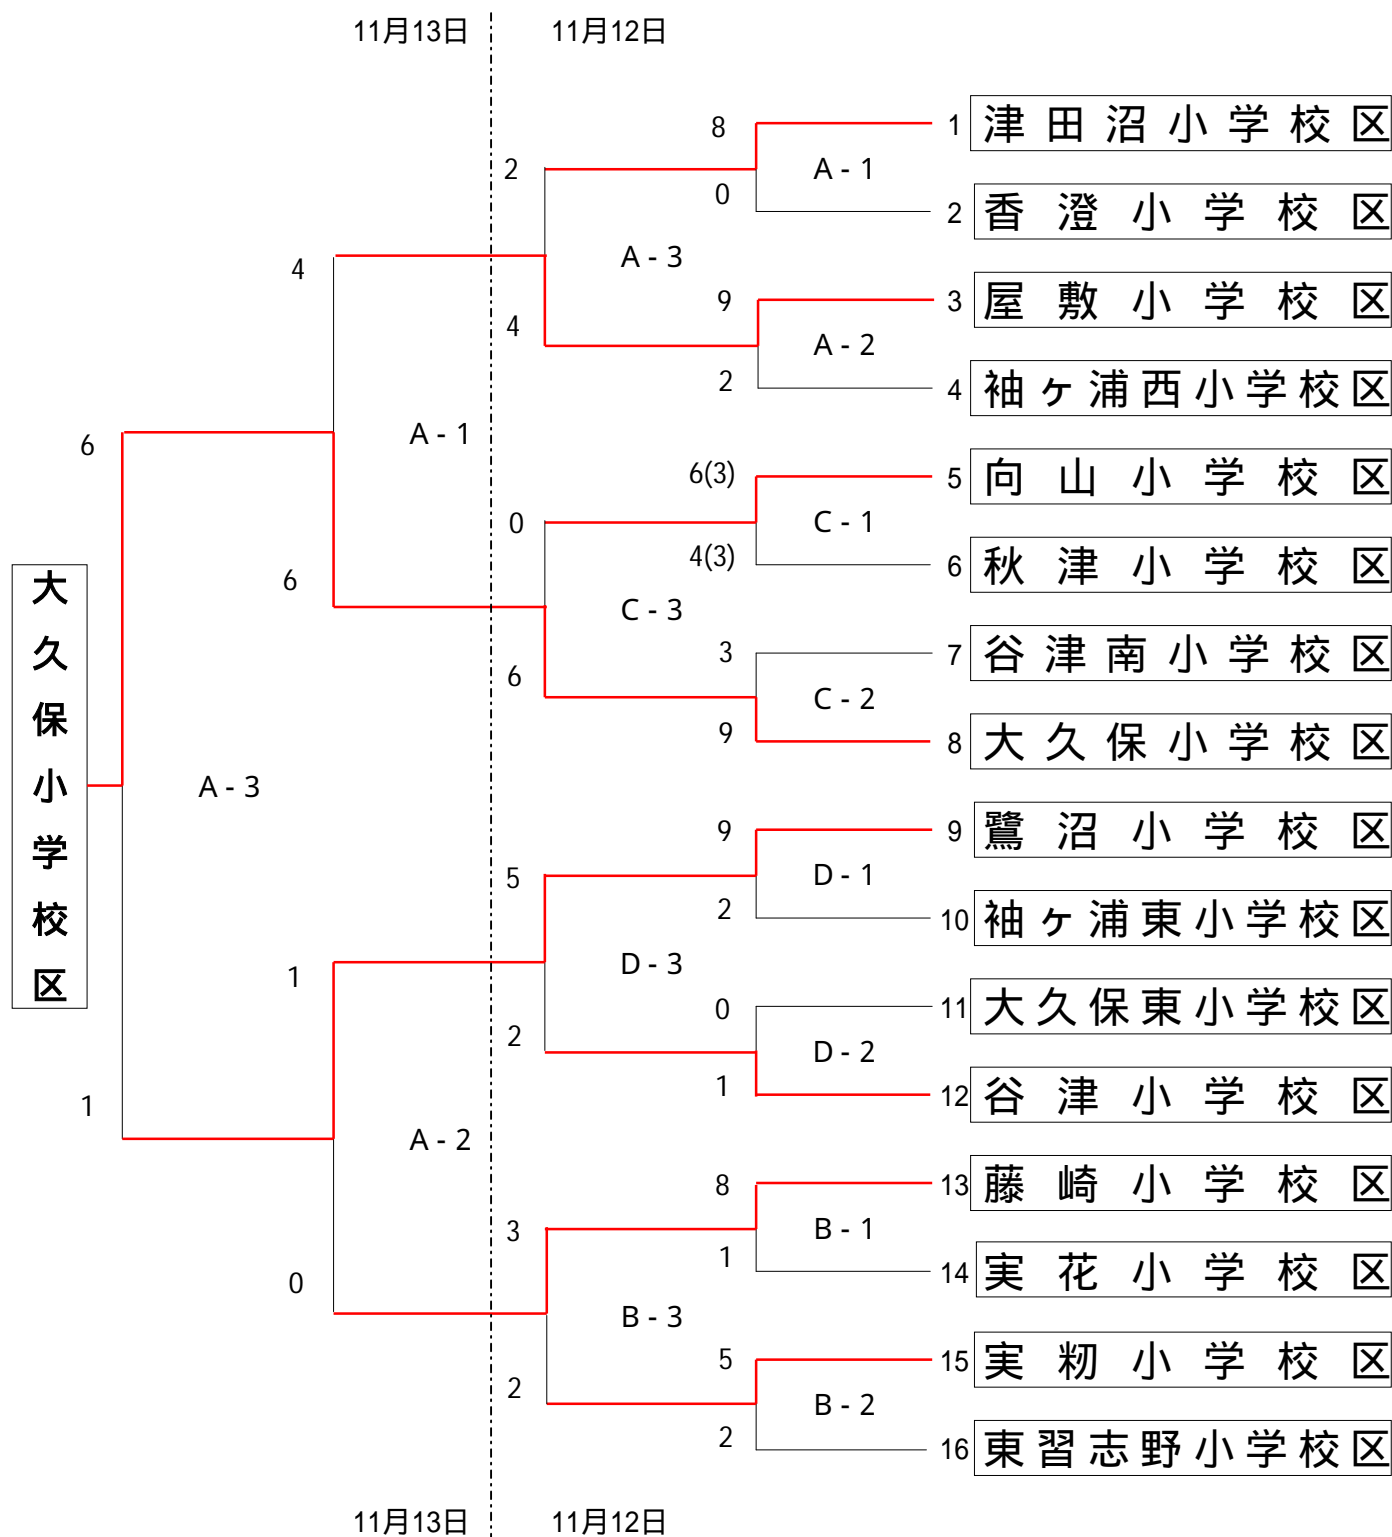 11月13日 11月12日
8 1 津田沼小学校区
2 A - 1
0 2 香澄小学校区
4 A - 3
9 3 屋敷小学校区
4 A - 2
2 4 袖ヶ浦西小学校区
6 A - 1
6(3) 5 向山小学校区
0 C - 1
4(3) 6 秋津小学校区
6 C - 3
3 7 谷津南小学校区
6 C - 2
9 8 大久保小学校区
大久保小学校区
A - 3
9 9 鷺沼小学校区
5 D - 1
2 10 袖ヶ浦東小学校区
1 D - 3
0 11 大久保東小学校区
2 D - 2
1 12 谷津小学校区
1 A - 2
8 13 藤崎小学校区
3 B - 1
1 14 実花小学校区
0 B - 3
5 15 実籾小学校区
2 B - 2
2 16 東習志野小学校区
11月13日 11月12日